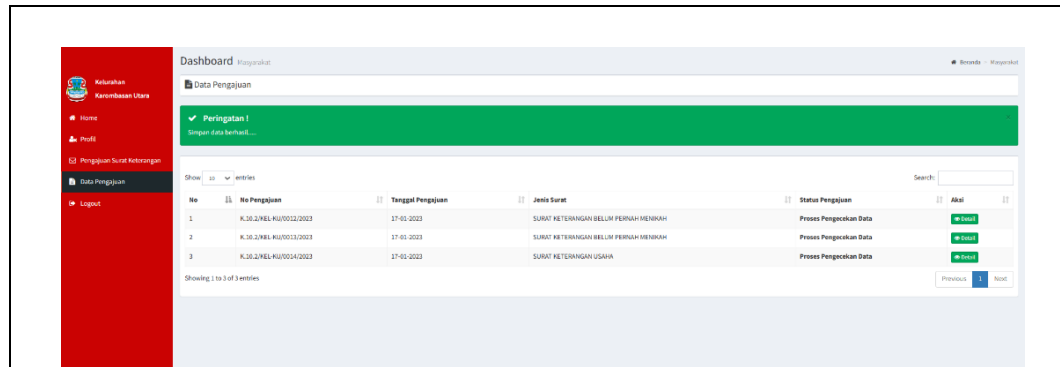 Kelurahan
Karombasan Utara
Home
Profil
Pengajuan Surat Keterangan
Data Pengajuan
Logout
Dashboard Masyarakat
Beranda > Masyarakat
Data Pengajuan
Peringatan !
Simpan data berhasil.....
Show 10 entries
Search:
No No Pengajuan Tanggal Pengajuan Jenis Surat Status Pengajuan Aksi
1 K.10.2/KEL-KU/0012/2023 17-01-2023 SURAT KETERANGAN BELUM PERNAH MENIKAH Proses Pengecekan Data Detail
2 K.10.2/KEL-KU/0013/2023 17-01-2023 SURAT KETERANGAN BELUM PERNAH MENIKAH Proses Pengecekan Data Detail
3 K.10.2/KEL-KU/0014/2023 17-01-2023 SURAT KETERANGAN USAHA Proses Pengecekan Data Detail
Showing 1 to 3 of 3 entries
Previous 1 Next